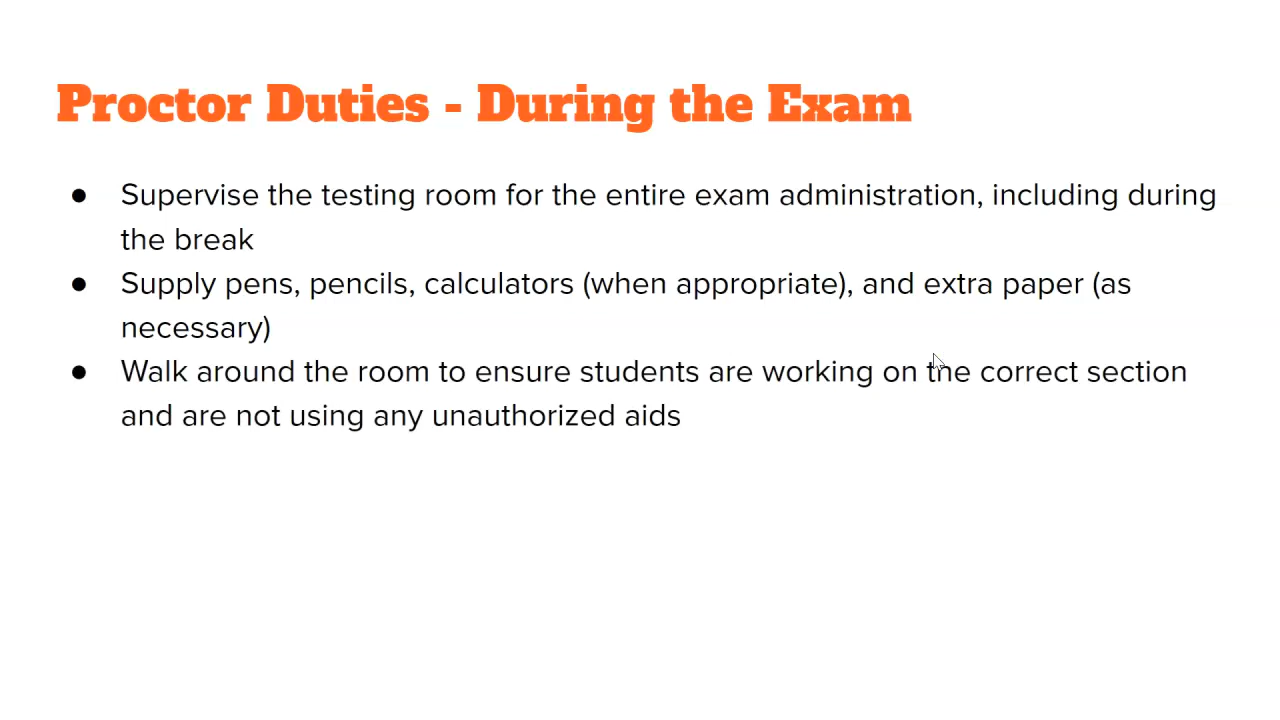 Proctor Duties - During the Exam
● Supervise the testing room for the entire exam administration, including during
the break
● Supply pens, pencils, calculators (when appropriate), and extra paper (as
necessary)
● Walk around the room to ensure students are working on the correct section
and are not using any unauthorized aids